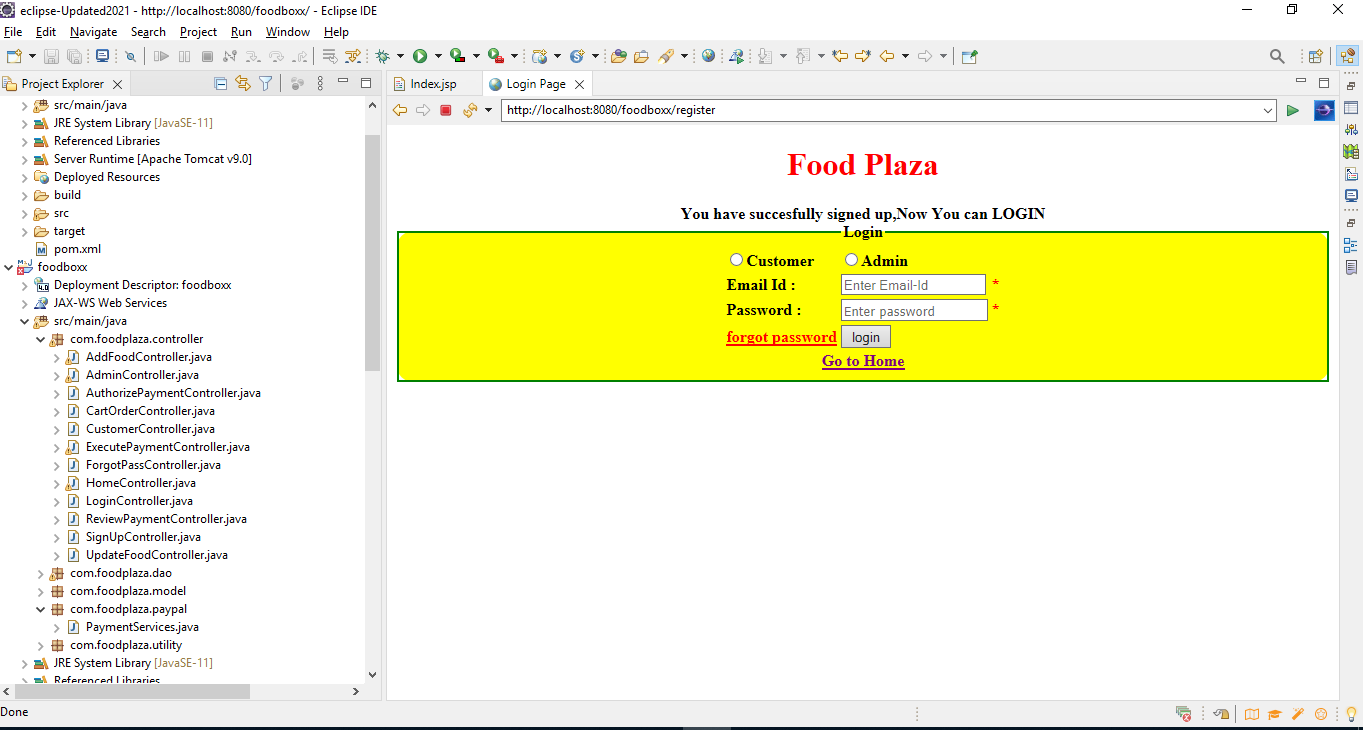 eclipse-Updated2021 - http://localhost:8080/foodboxx/ - Eclipse IDE
File Edit Navigate Search Project Run Window Help
Project Explorer
Index.jsp
Login Page
http://localhost:8080/foodboxx/register
src/main/java
JRE System Library [JavaSE-11]
Referenced Libraries
Server Runtime [Apache Tomcat v9.0]
Deployed Resources
build
src
target
pom.xml
foodboxx
Deployment Descriptor: foodboxx
JAX-WS Web Services
src/main/java
com.foodplaza.controller
AddFoodController.java
AdminController.java
AuthorizePaymentController.java
CartOrderController.java
CustomerController.java
ExecutePaymentController.java
ForgotPassController.java
HomeController.java
LoginController.java
ReviewPaymentController.java
SignUpController.java
UpdateFoodController.java
com.foodplaza.dao
com.foodplaza.model
com.foodplaza.paypal
PaymentServices.java
com.foodplaza.utility
JRE System Library [JavaSE-11]
Referenced Libraries
Food Plaza
You have succesfully signed up,Now You can LOGIN
Login
Customer Admin
Email Id : Enter Email-Id *
Password : Enter password *
forgot password login
Go to Home
Done